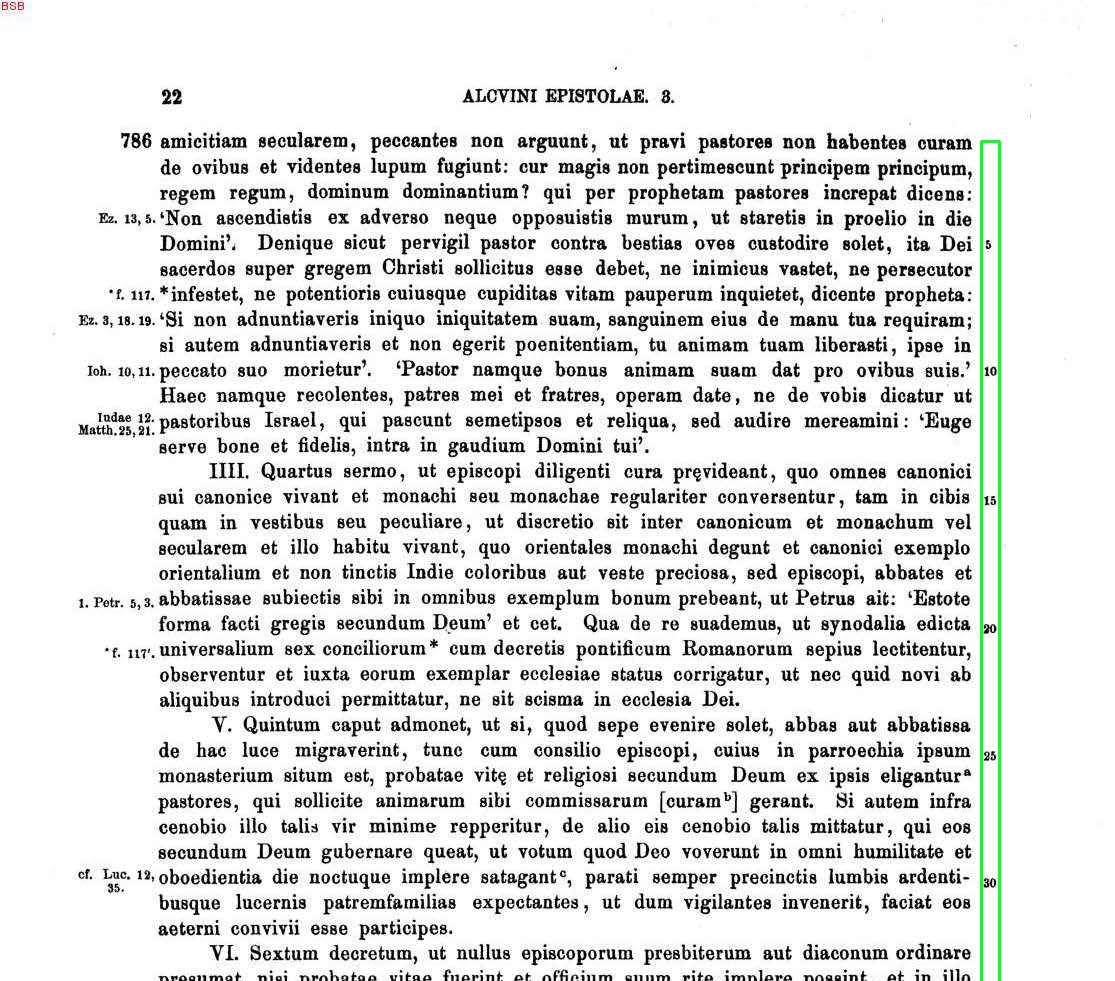 BSB
22 ALCVINI EPISTOLAE. 3.
786 amicitiam secularem, peccantes non arguunt, ut pravi pastores non habentes curam
de ovibus et videntes lupum fugiunt: cur magis non pertimescunt principem principum,
regem regum, dominum dominantium? qui per prophetam pastores increpat dicens:
Ez. 13, 5. ‘Non ascendistis ex adverso neque opposuistis murum, ut staretis in proelio in die
Domini’. Denique sicut pervigil pastor contra bestias oves custodire solet, ita Dei 5
sacerdos super gregem Christi sollicitus esse debet, ne inimicus vastet, ne persecutor
*f. 117. *infestet, ne potentioris cuiusque cupiditas vitam pauperum inquietet, dicente propheta:
Ez. 3, 18. 19. ‘Si non adnuntiaveris iniquo iniquitatem suam, sanguinem eius de manu tua requiram;
si autem adnuntiaveris et non egerit poenitentiam, tu animam tuam liberasti, ipse in
Ioh. 10, 11. peccato suo morietur’. ‘Pastor namque bonus animam suam dat pro ovibus suis.’ 10
Haec namque recolentes, patres mei et fratres, operam date, ne de vobis dicatur ut
Iudae 12. Matth. 25, 21. pastoribus Israel, qui pascunt semetipsos et reliqua, sed audire mereamini: ‘Euge
serve bone et fidelis, intra in gaudium Domini tui’.
IIII. Quartus sermo, ut episcopi diligenti cura pręvideant, quo omnes canonici
sui canonice vivant et monachi seu monachae regulariter conversentur, tam in cibis 15
quam in vestibus seu peculiare, ut discretio sit inter canonicum et monachum vel
secularem et illo habitu vivant, quo orientales monachi degunt et canonici exemplo
orientalium et non tinctis Indie coloribus aut veste preciosa, sed episcopi, abbates et
1. Petr. 5, 3. abbatissae subiectis sibi in omnibus exemplum bonum prebeant, ut Petrus ait: ‘Estote
forma facti gregis secundum Deum’ et cet. Qua de re suademus, ut synodalia edicta 20
*f. 117'. universalium sex conciliorum* cum decretis pontificum Romanorum sepius lectitentur,
observentur et iuxta eorum exemplar ecclesiae status corrigatur, ut nec quid novi ab
aliquibus introduci permittatur, ne sit scisma in ecclesia Dei.
V. Quintum caput admonet, ut si, quod sepe evenire solet, abbas aut abbatissa
de hac luce migraverint, tunc cum consilio episcopi, cuius in parroechia ipsum 25
monasterium situm est, probatae vitę et religiosi secundum Deum ex ipsis eliganturᵃ
pastores, qui sollicite animarum sibi commissarum [curamᵇ] gerant. Si autem infra
cenobio illo talis vir minime repperitur, de alio eis cenobio talis mittatur, qui eos
secundum Deum gubernare queat, ut votum quod Deo voverunt in omni humilitate et
cf. Luc. 12, 35. oboedientia die noctuque implere satagantᶜ, parati semper precinctis lumbis ardenti- 30
busque lucernis patremfamilias expectantes, ut dum vigilantes invenerit, faciat eos
aeterni convivii esse participes.
VI. Sextum decretum, ut nullus episcoporum presbiterum aut diaconum ordinare
presumat, nisi probatae vitae fuerint et officium suum rite implere possint, et in illo